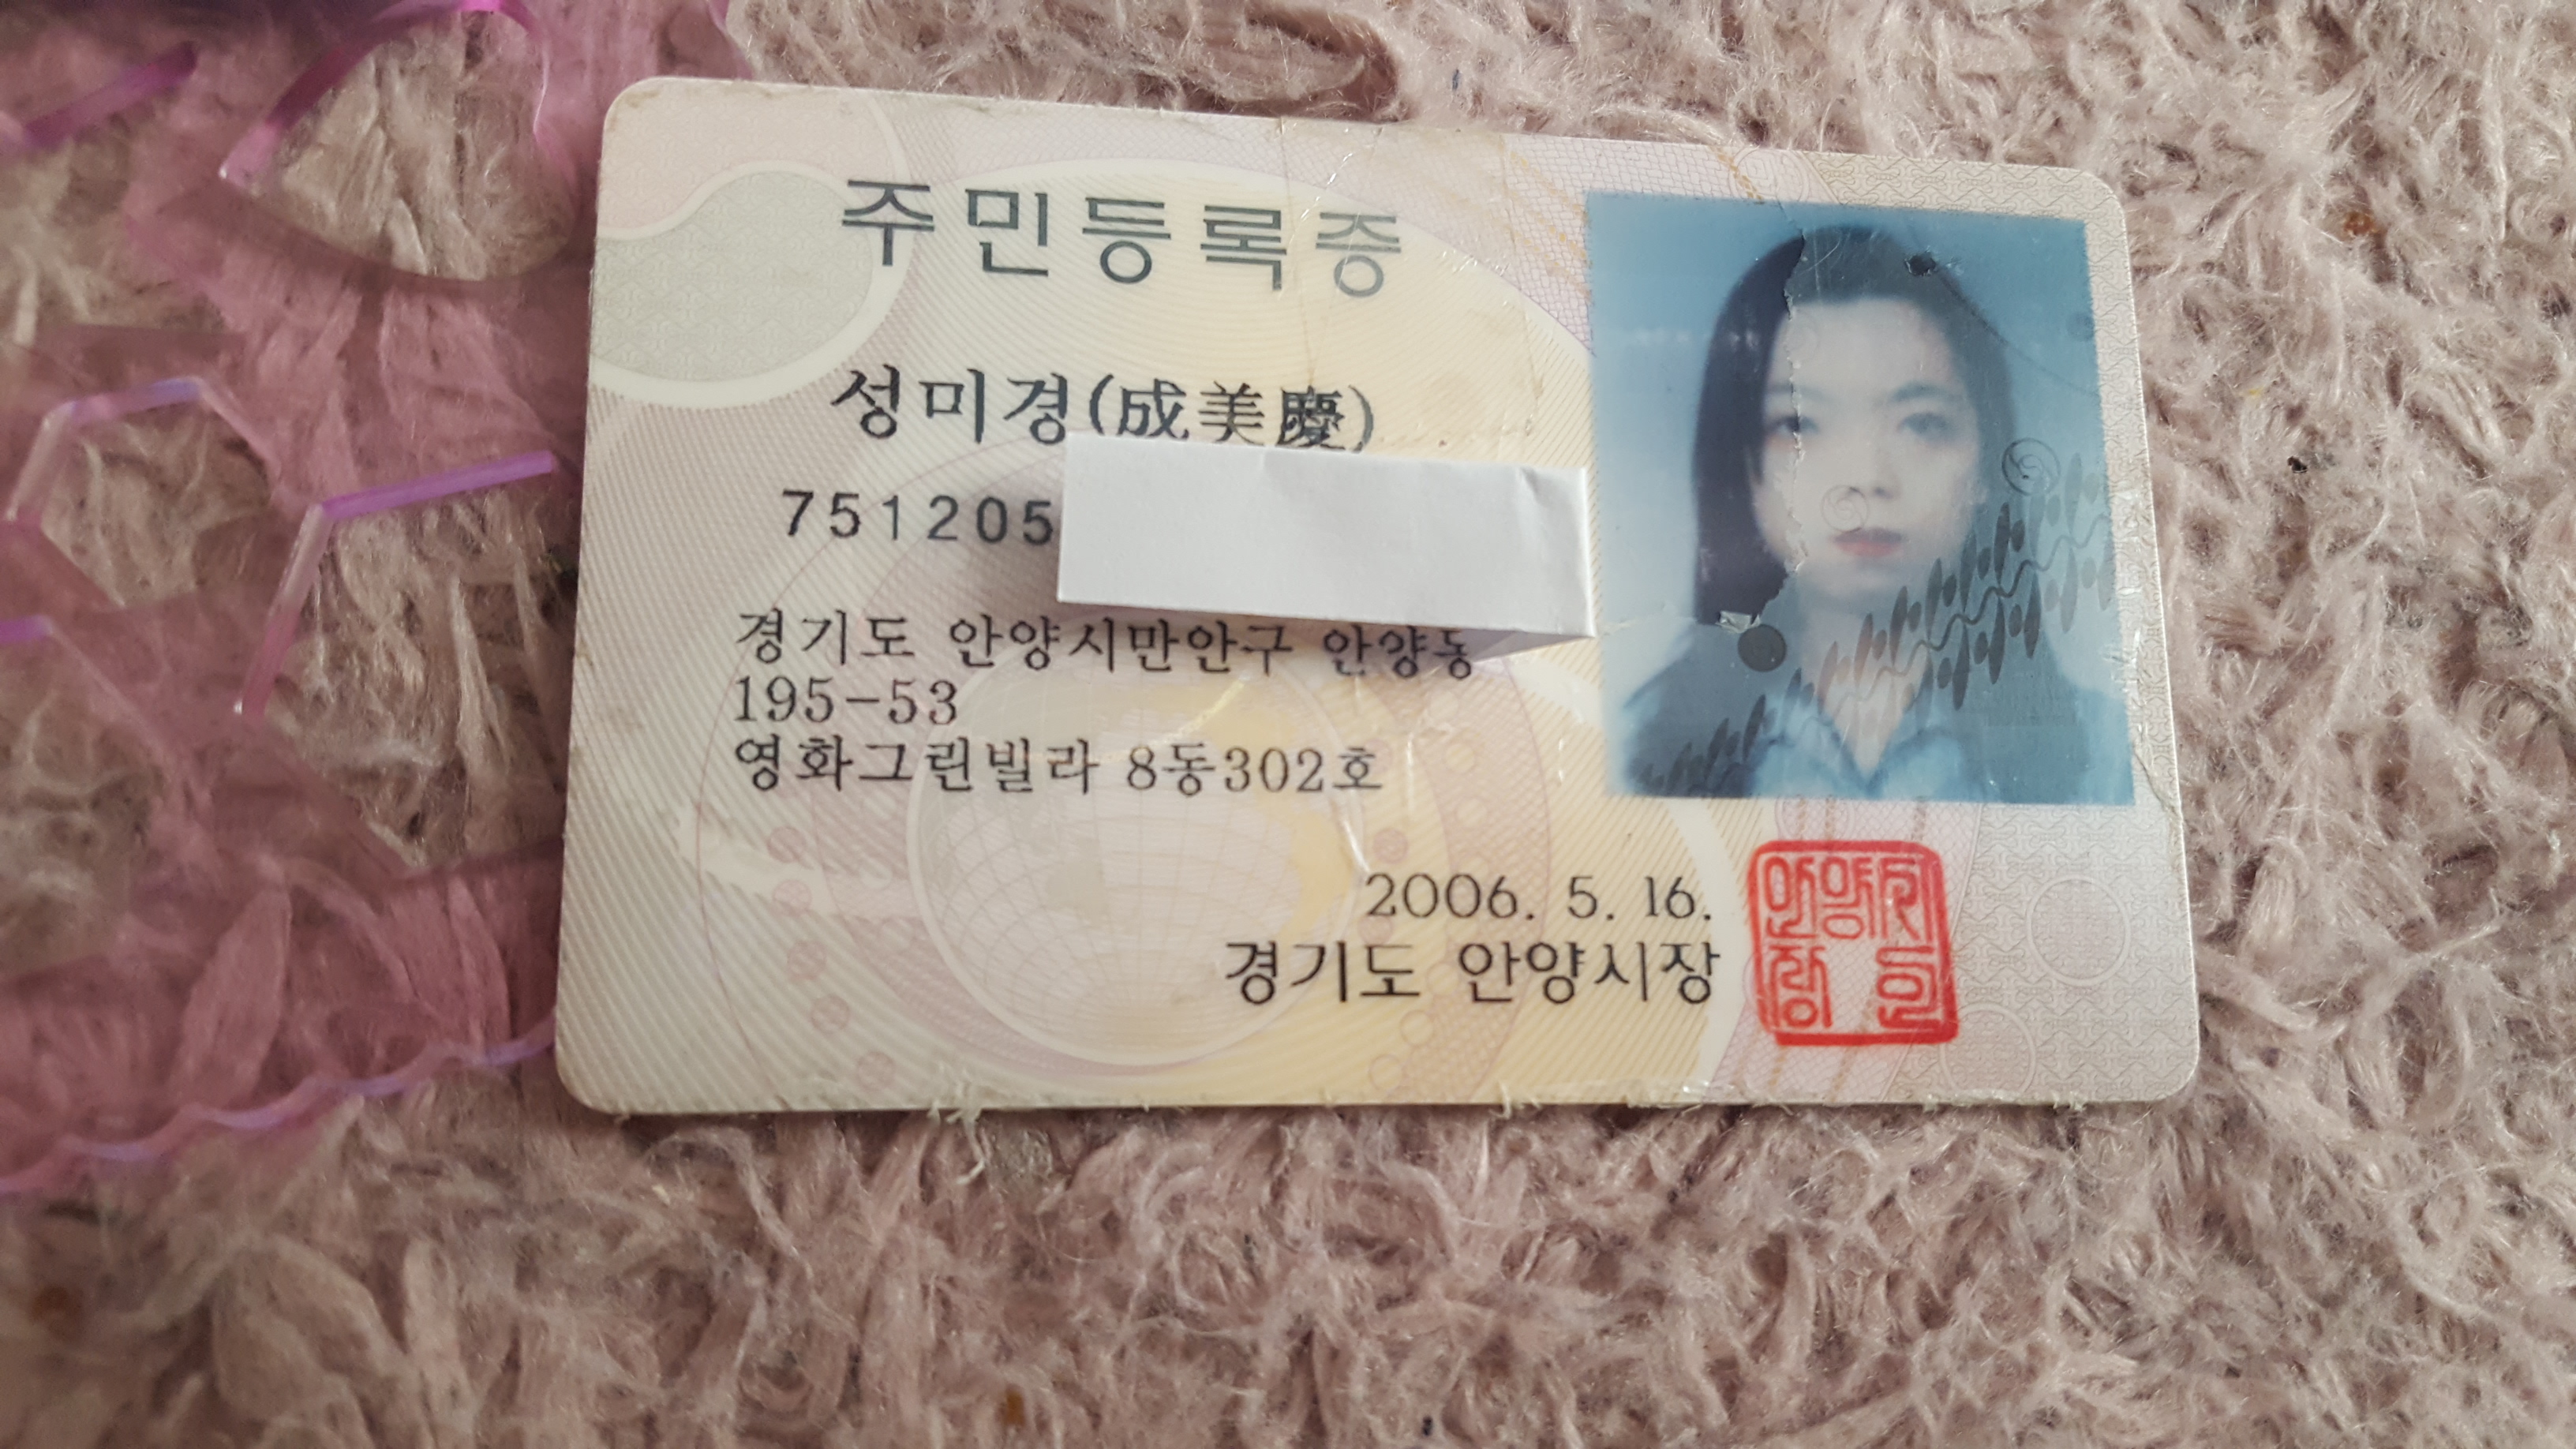 주민등록증
성미경(成美慶)
751205
경기도 안양시만안구 안양동
195-53
영화그린빌라 8동302호
2006. 5. 16.
경기도 안양시장